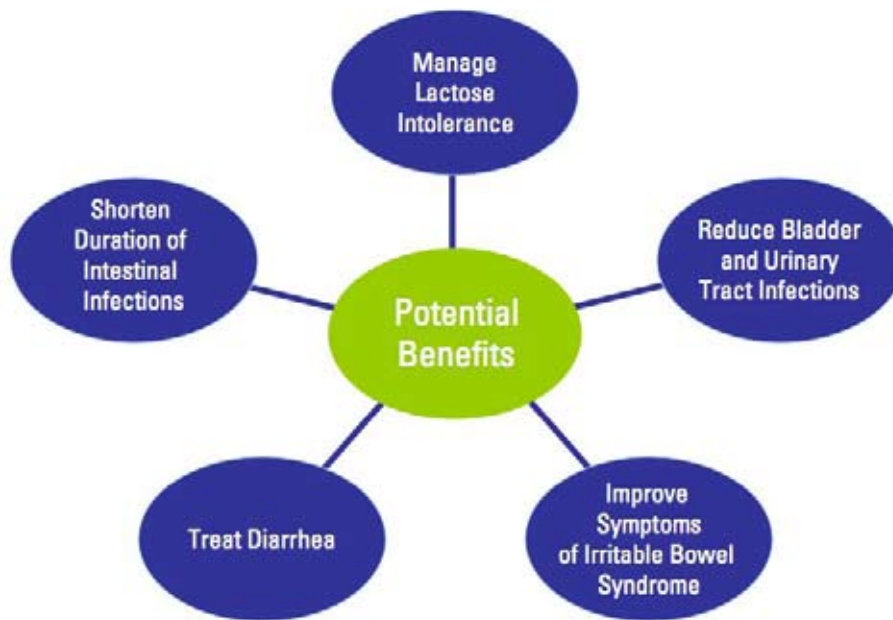 Manage
Lactose
Intolerance
Shorten
Duration of
Intestinal
Infections
Reduce Bladder
and Urinary
Tract Infections
Potential
Benefits
Treat Diarrhea
Improve
Symptoms
of Irritable Bowel
Syndrome